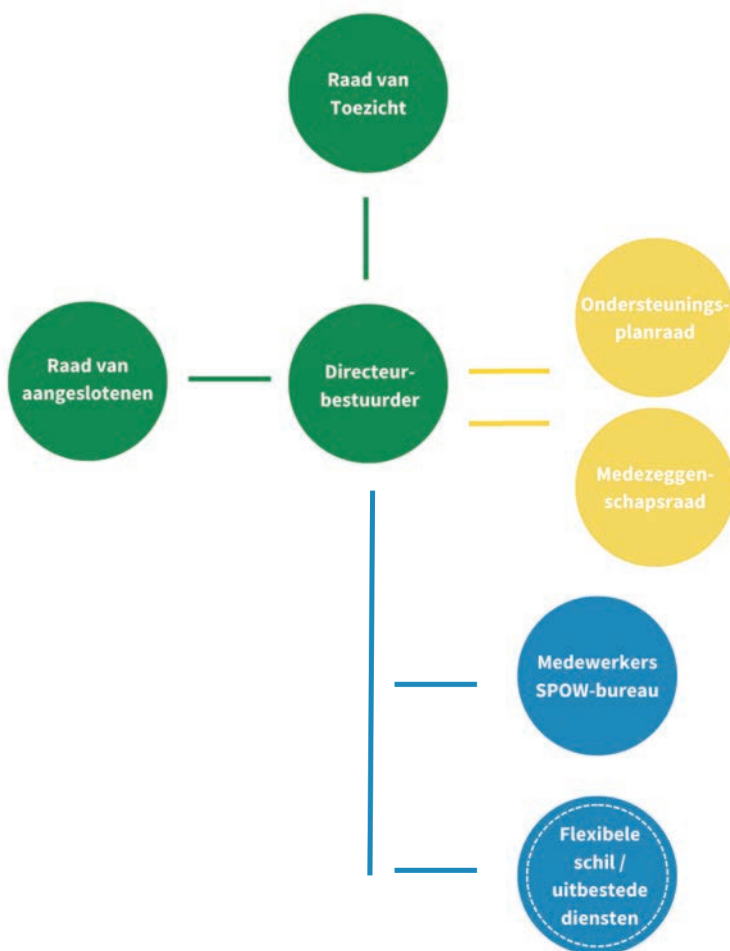 Raad van
Toezicht
Raad van
aangeslotenen
Directeur-
bestuurder
Ondersteunings-
planraad
Medezeggen-
schapsraad
Medewerkers
SPOW-bureau
Flexibele
schil /
uitbestede
diensten